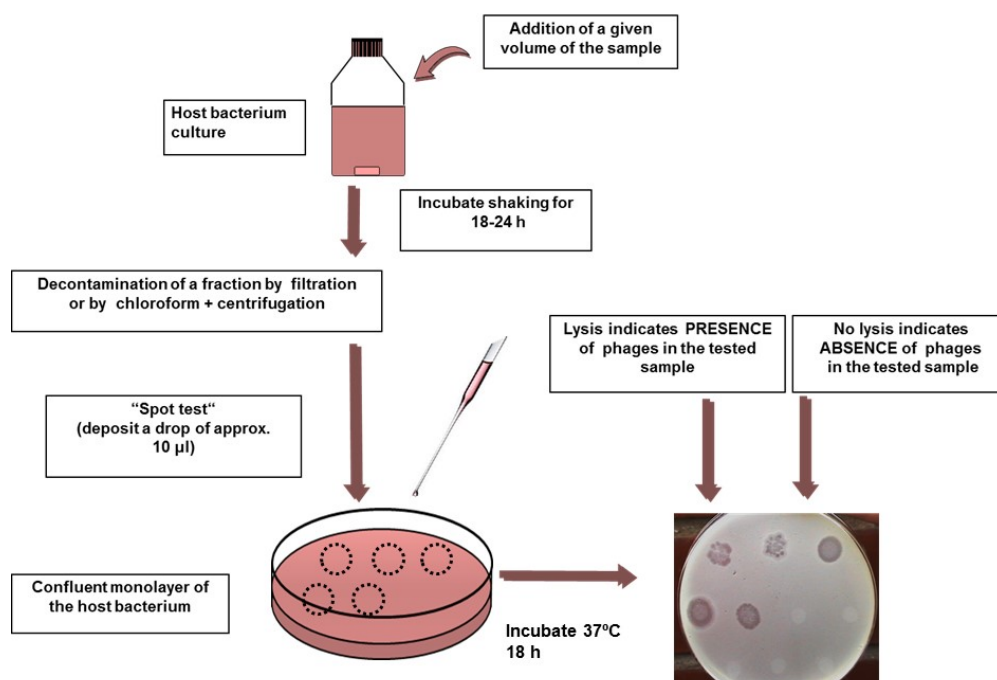 Addition of a given
volume of the sample
Host bacterium
culture
Incubate shaking for
18-24 h
Decontamination of a fraction by filtration
or by chloroform + centrifugation
“Spot test“
(deposit a drop of approx.
10 µl)
Lysis indicates PRESENCE
of phages in the tested
sample
No lysis indicates
ABSENCE of phages
in the tested sample
Confluent monolayer of
the host bacterium
Incubate 37ºC
18 h